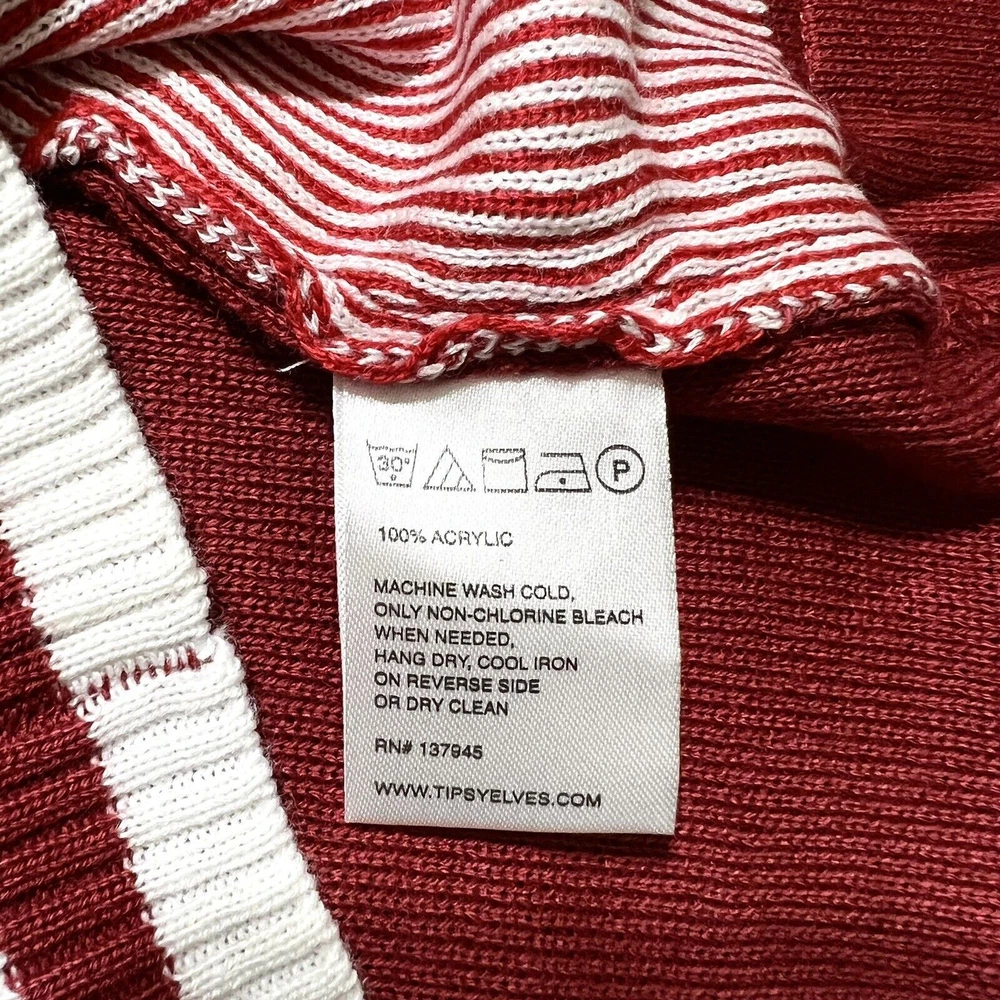 30° P
100% ACRYLIC
MACHINE WASH COLD,
ONLY NON-CHLORINE BLEACH
WHEN NEEDED,
HANG DRY, COOL IRON
ON REVERSE SIDE
OR DRY CLEAN
RN# 137945
WWW.TIPSYELVES.COM